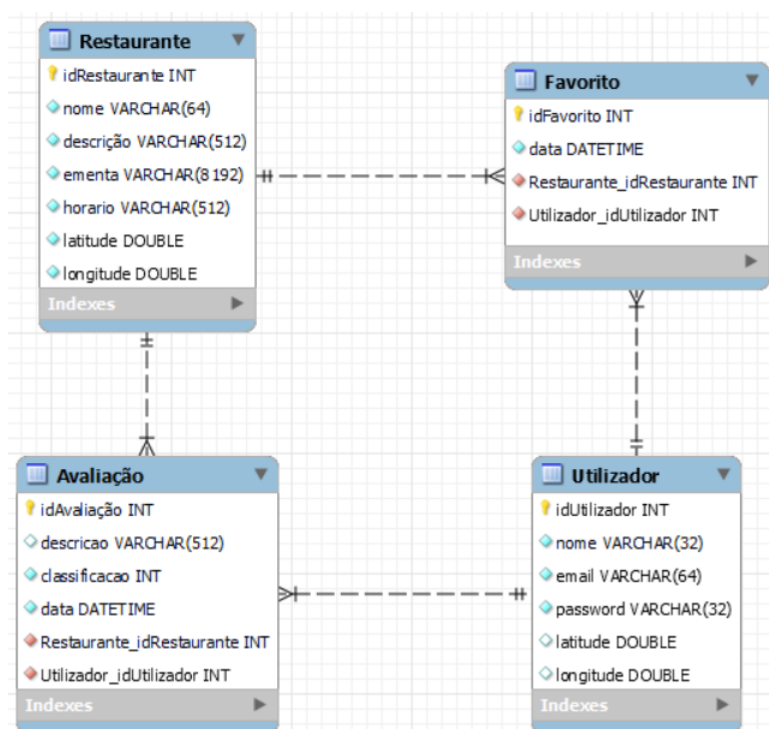 Restaurante
idRestaurante INT
nome VARCHAR(64)
descrição VARCHAR(512)
ementa VARCHAR(8192)
horario VARCHAR(512)
latitude DOUBLE
longitude DOUBLE
Indexes
Favorito
idFavorito INT
data DATETIME
Restaurante_idRestaurante INT
Utilizador_idUtilizador INT
Indexes
Avaliação
idAvaliação INT
descricao VARCHAR(512)
classificacao INT
data DATETIME
Restaurante_idRestaurante INT
Utilizador_idUtilizador INT
Indexes
Utilizador
idUtilizador INT
nome VARCHAR(32)
email VARCHAR(64)
password VARCHAR(32)
latitude DOUBLE
longitude DOUBLE
Indexes